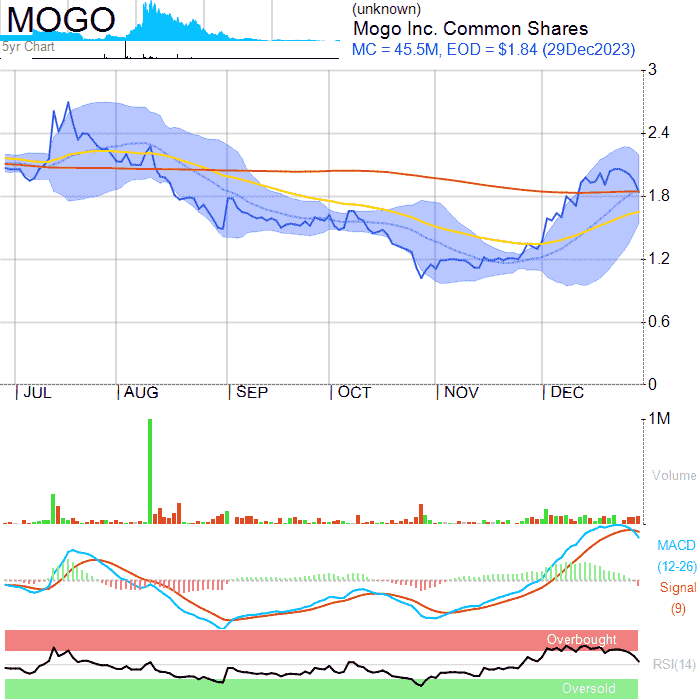 MOGO
5yr Chart
(unknown)
Mogo Inc. Common Shares
MC = 45.5M, EOD = $1.84 (29Dec2023)
3
2.4
1.8
1.2
0.6
0
JUL AUG SEP OCT NOV DEC
1M
Volume
MACD
(12-26)
Signal
(9)
Overbought
RSI(14)
Oversold